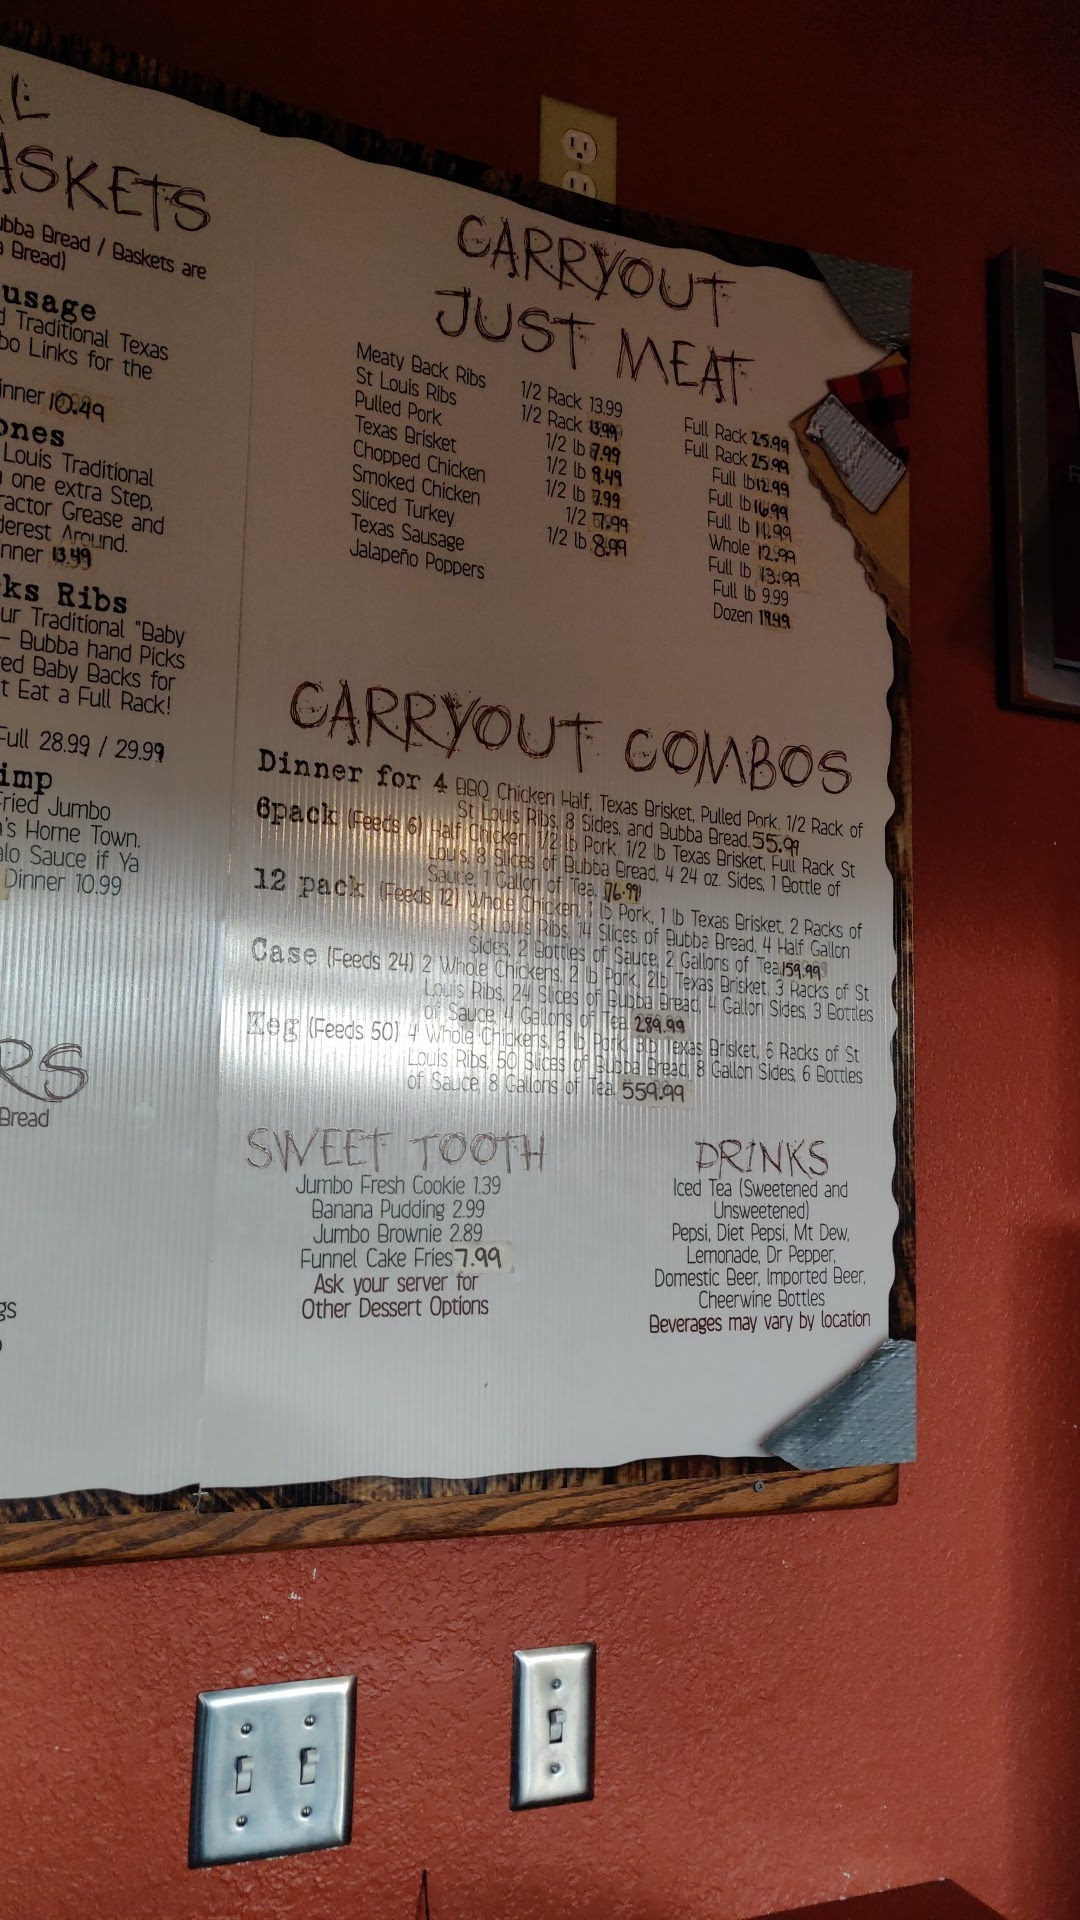 ASKETS
Bubba Bread / Baskets are
Bread)
usage
Traditional Texas
Links for the
inner 10.49
ones
Louis Traditional
one extra Step,
ractor Grease and
derest Around.
nner 13.49
ks Ribs
ur Traditional "Baby
– Bubba hand Picks
ed Baby Backs for
t Eat a Full Rack!
Full 28.99 / 29.99
imp
Fried Jumbo
a's Home Town.
alo Sauce if Ya
Dinner 10.99
RS
Bread
gs
CARRYOUT
JUST MEAT
Meaty Back Ribs 1/2 Rack 13.99 Full Rack 25.99
St Louis Ribs 1/2 Rack 13.99 Full Rack 25.99
Pulled Pork 1/2 lb 7.99 Full lb 12.99
Texas Brisket 1/2 lb 9.49 Full lb 16.99
Chopped Chicken 1/2 lb 7.99 Full lb 11.99
Smoked Chicken 1/2 7.99 Whole 12.99
Sliced Turkey 1/2 lb 8.99 Full lb 13.99
Texas Sausage Full lb 9.99
Jalapeño Poppers Dozen 19.99
CARRYOUT COMBOS
Dinner for 4 BBQ Chicken Half, Texas Brisket, Pulled Pork, 1/2 Rack of
St Louis Ribs, 8 Sides, and Bubba Bread. 55.99
6pack (Feeds 6) Half Chicken, 1/2 lb Pork, 1/2 lb Texas Brisket, Full Rack St
Louis, 8 Slices of Bubba Bread, 4 24 oz. Sides, 1 Bottle of
Sauce, 1 Gallon of Tea. 76.99
12 pack (Feeds 12) Whole Chicken, 1 lb Pork, 1 lb Texas Brisket, 2 Racks of
St Louis Ribs, 14 Slices of Bubba Bread, 4 Half Gallon
Sides, 2 Bottles of Sauce, 2 Gallons of Tea. 159.99
Case (Feeds 24) 2 Whole Chickens, 2 lb Pork, 2lb Texas Brisket, 3 Racks of St
Louis Ribs, 24 Slices of Bubba Bread, 4 Gallon Sides, 3 Bottles
of Sauce, 4 Gallons of Tea. 289.99
Keg (Feeds 50) 4 Whole Chickens, 6 lb Pork, Texas Brisket, 6 Racks of St
Louis Ribs, 50 Slices of Bubba Bread, 8 Gallon Sides, 6 Bottles
of Sauce, 8 Gallons of Tea. 559.99
SWEET TOOTH
Jumbo Fresh Cookie 1.39
Banana Pudding 2.99
Jumbo Brownie 2.89
Funnel Cake Fries 7.99
Ask your server for
Other Dessert Options
DRINKS
Iced Tea (Sweetened and
Unsweetened)
Pepsi, Diet Pepsi, Mt Dew,
Lemonade, Dr Pepper,
Domestic Beer, Imported Beer,
Cheerwine Bottles
Beverages may vary by location